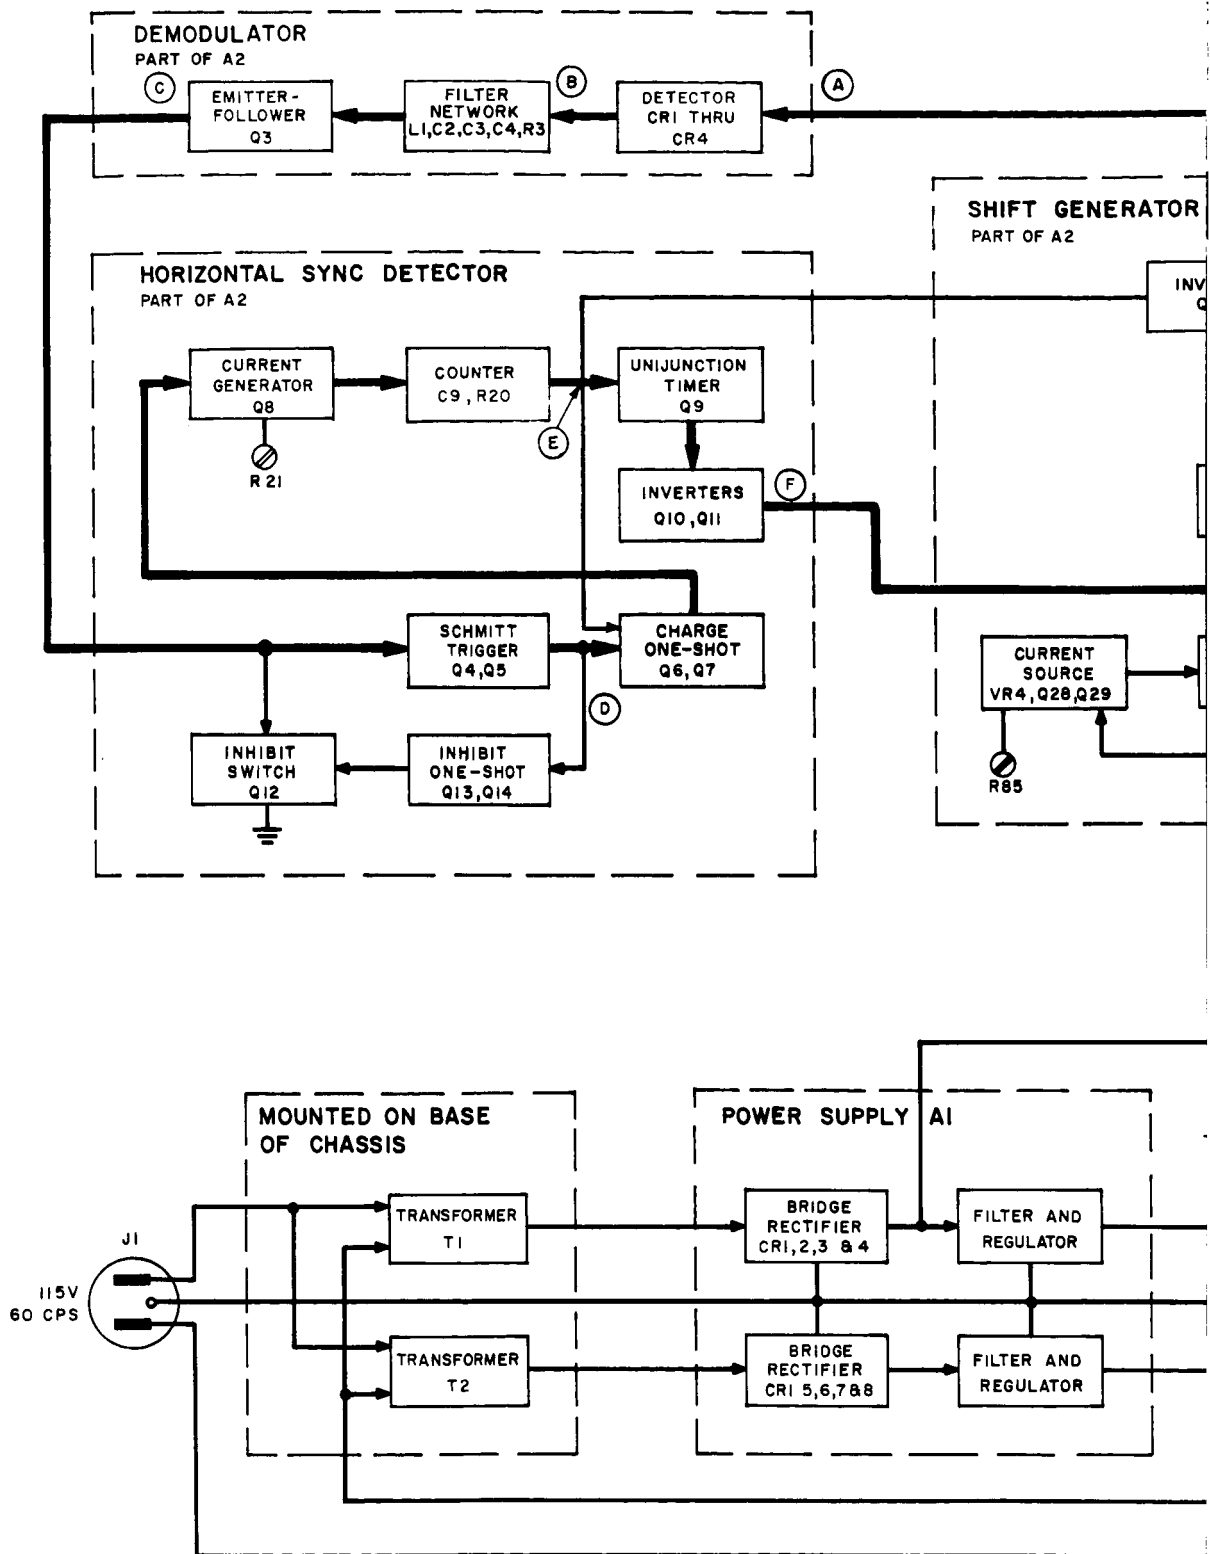 DEMODULATOR
PART OF A2
C
EMITTER-
FOLLOWER
Q3
FILTER
NETWORK
L1,C2,C3,C4,R3
B
DETECTOR
CR1 THRU
CR4
A
SHIFT GENERATOR
PART OF A2
INV
Q
HORIZONTAL SYNC DETECTOR
PART OF A2
CURRENT
GENERATOR
Q8
R21
COUNTER
C9, R20
E
UNIJUNCTION
TIMER
Q9
INVERTERS
Q10,Q11
F
SCHMITT
TRIGGER
Q4,Q5
CHARGE
ONE-SHOT
Q6,Q7
D
INHIBIT
SWITCH
Q12
INHIBIT
ONE-SHOT
Q13,Q14
CURRENT
SOURCE
VR4,Q28,Q29
R85
MOUNTED ON BASE
OF CHASSIS
POWER SUPPLY A1
J1
115V
60 CPS
TRANSFORMER
T1
BRIDGE
RECTIFIER
CR1,2,3 & 4
FILTER AND
REGULATOR
TRANSFORMER
T2
BRIDGE
RECTIFIER
CR1 5,6,7&8
FILTER AND
REGULATOR